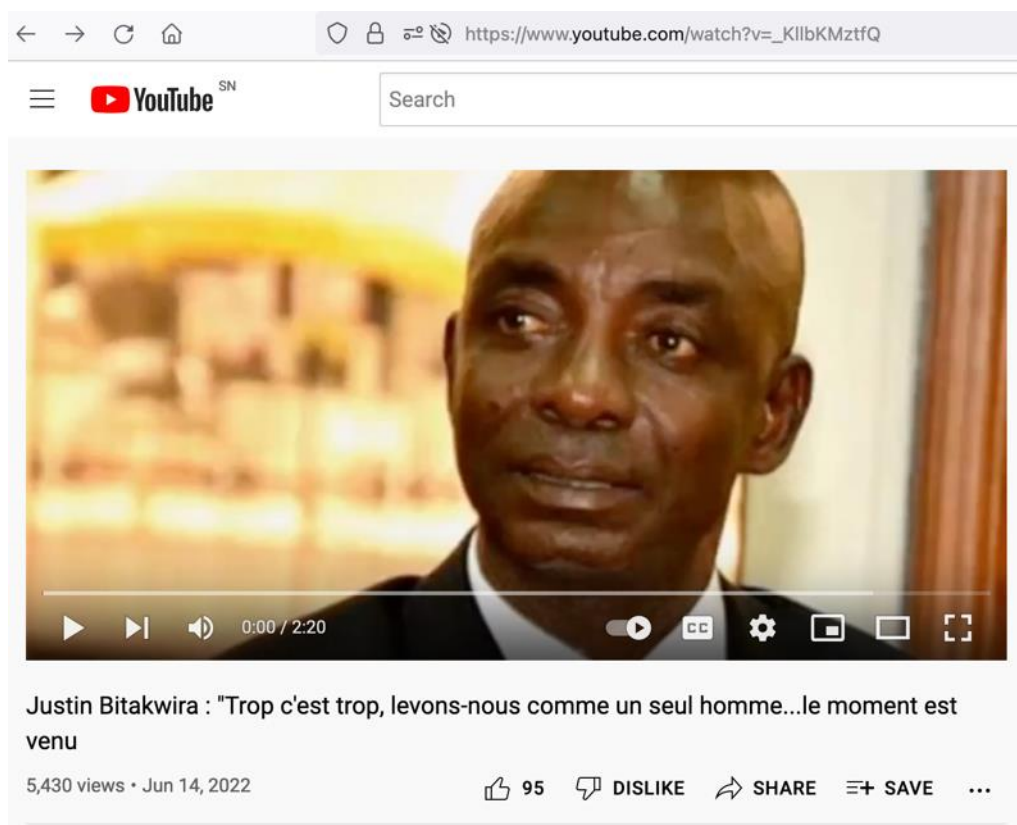 https://www.youtube.com/watch?v=_KllbKMztfQ
YouTube SN
Search
0:00 / 2:20
CC
Justin Bitakwira : "Trop c'est trop, levons-nous comme un seul homme...le moment est
venu
5,430 views • Jun 14, 2022 95 DISLIKE SHARE SAVE ...